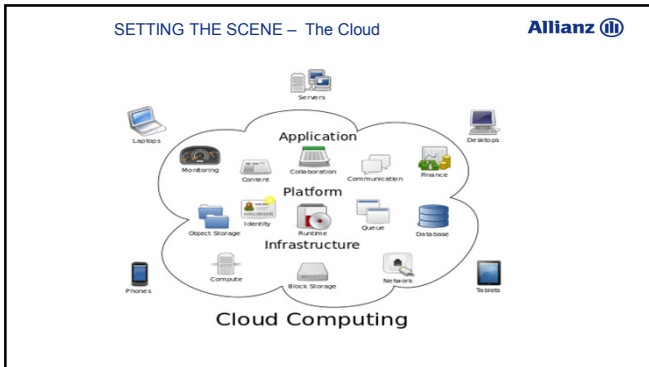 SETTING THE SCENE – The Cloud
Allianz
Servers
Application
Laptops
Desktops
Monitoring
Content
Collaboration
Communication
Finance
Platform
Object Storage
Identity
Runtime
Queue
Database
Infrastructure
Compute
Block Storage
Network
Phones
Tablets
Cloud Computing